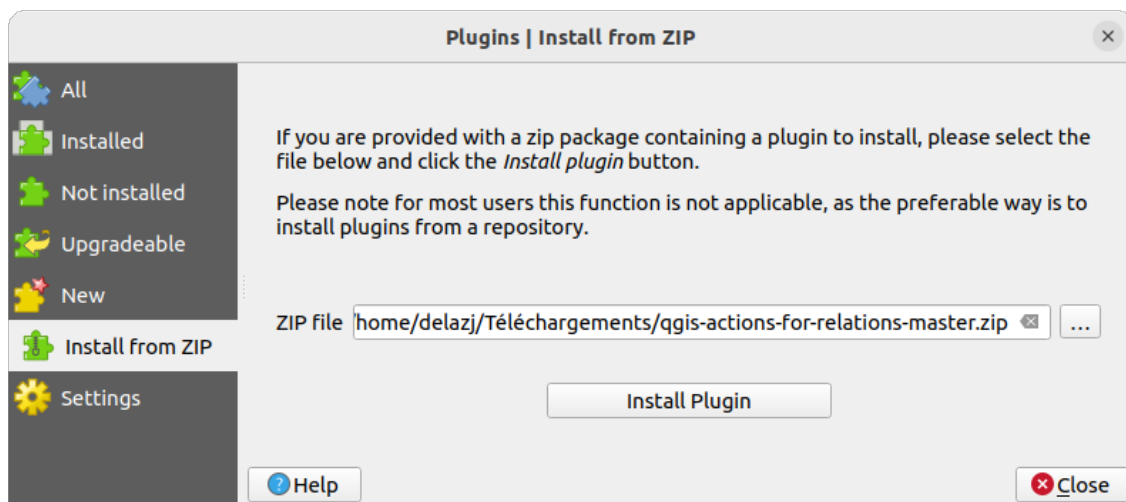 Plugins | Install from ZIP
All
Installed
Not installed
Upgradeable
New
Install from ZIP
Settings
If you are provided with a zip package containing a plugin to install, please select the
file below and click the Install plugin button.
Please note for most users this function is not applicable, as the preferable way is to
install plugins from a repository.
ZIP file /home/delazj/Téléchargements/qgis-actions-for-relations-master.zip ...
Install Plugin
Help
Close